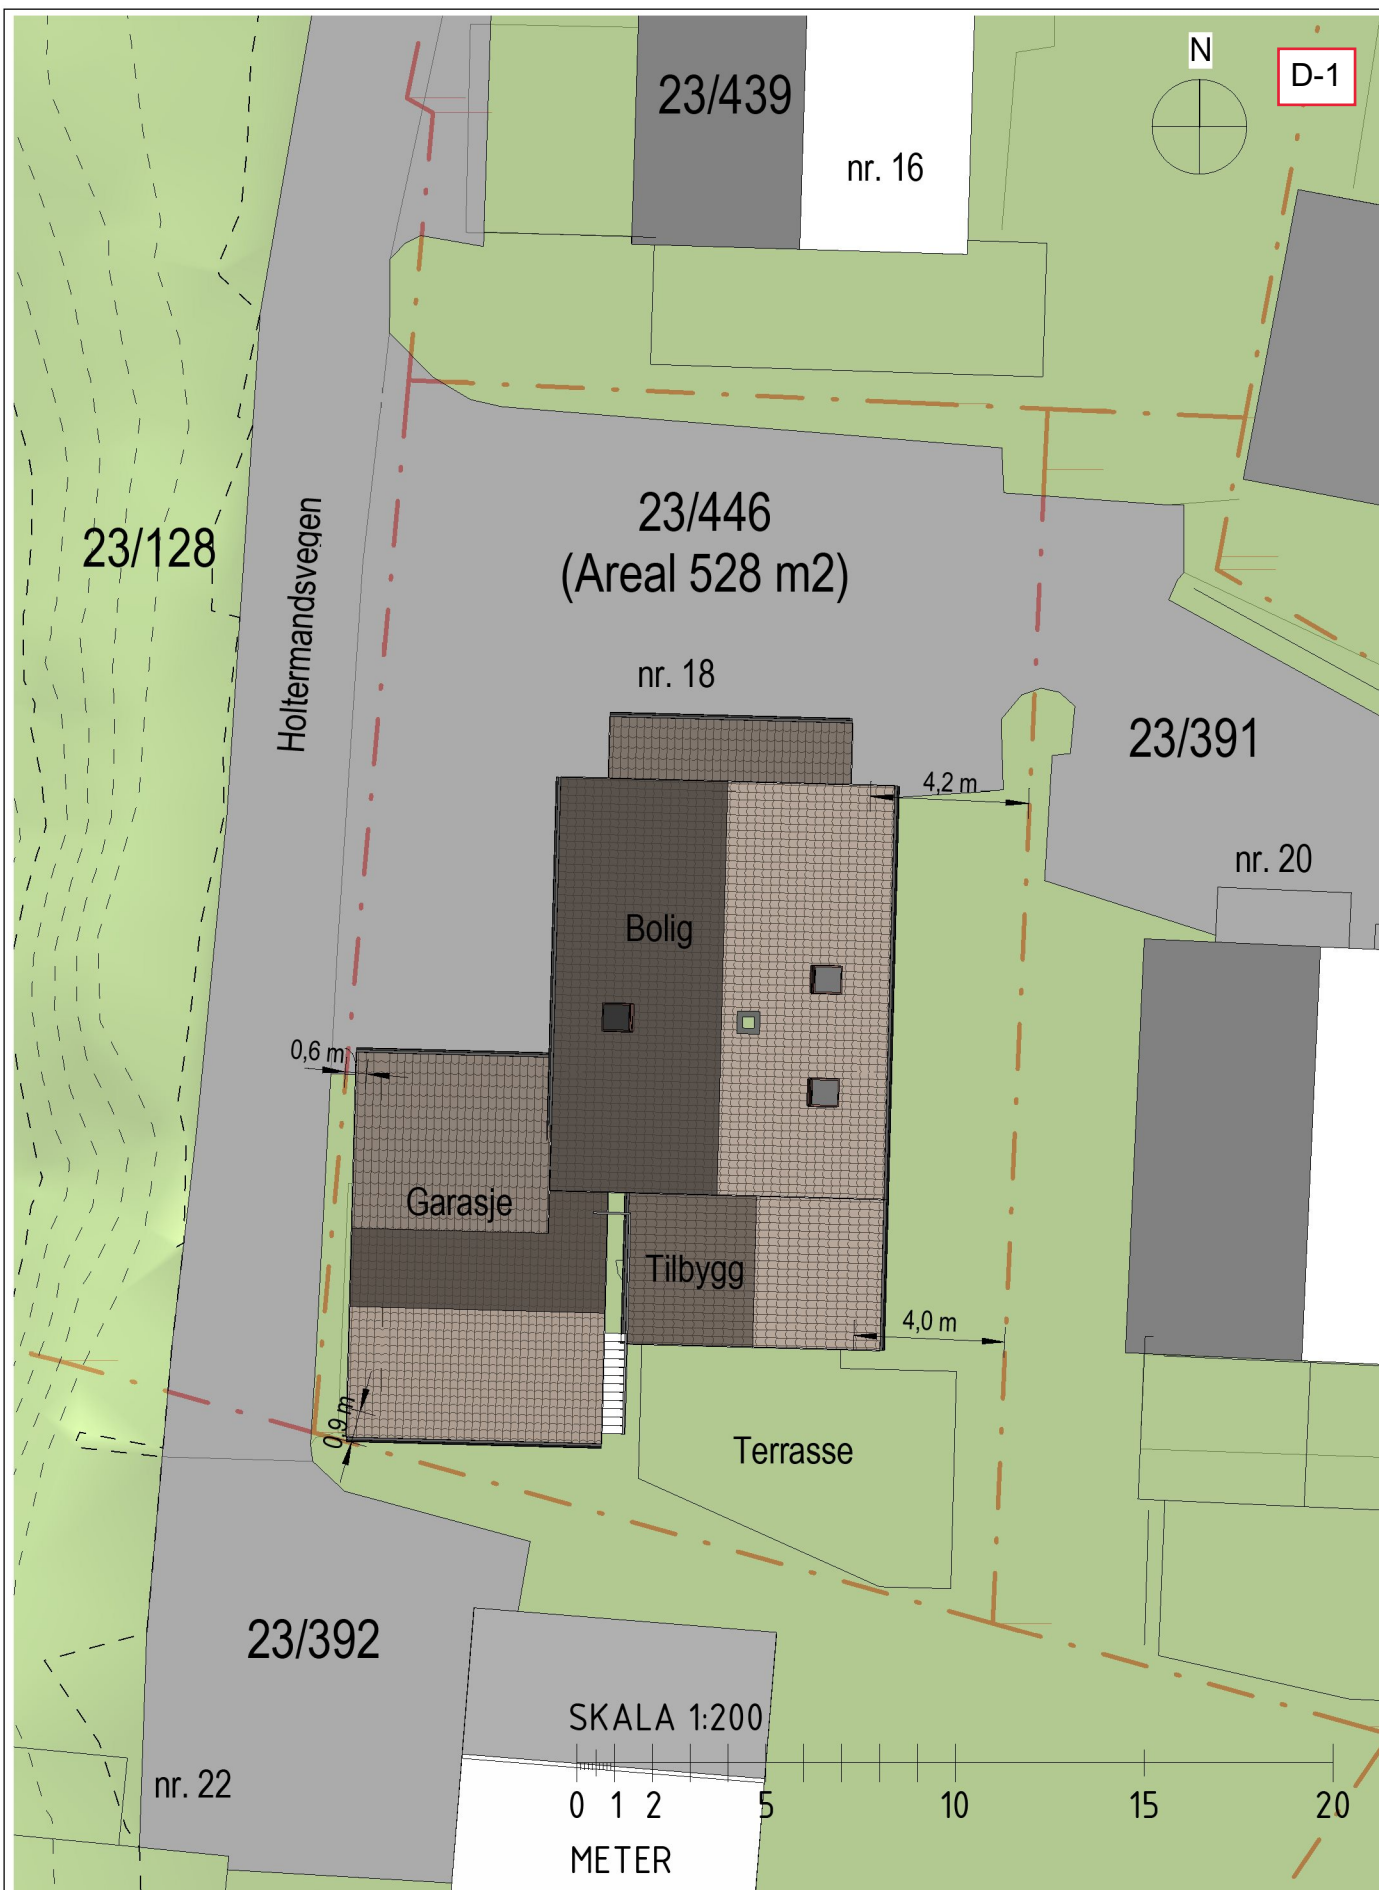 23/439
N
D-1
nr. 16
23/446
(Areal 528 m2)
23/128
Holtermandsvegen
nr. 18
23/391
4,2 m
nr. 20
Bolig
0,6 m
Garasje
Tilbygg
4,0 m
0,9 m
Terrasse
23/392
SKALA 1:200
nr. 22
0 1 2 5 10 15 20
METER